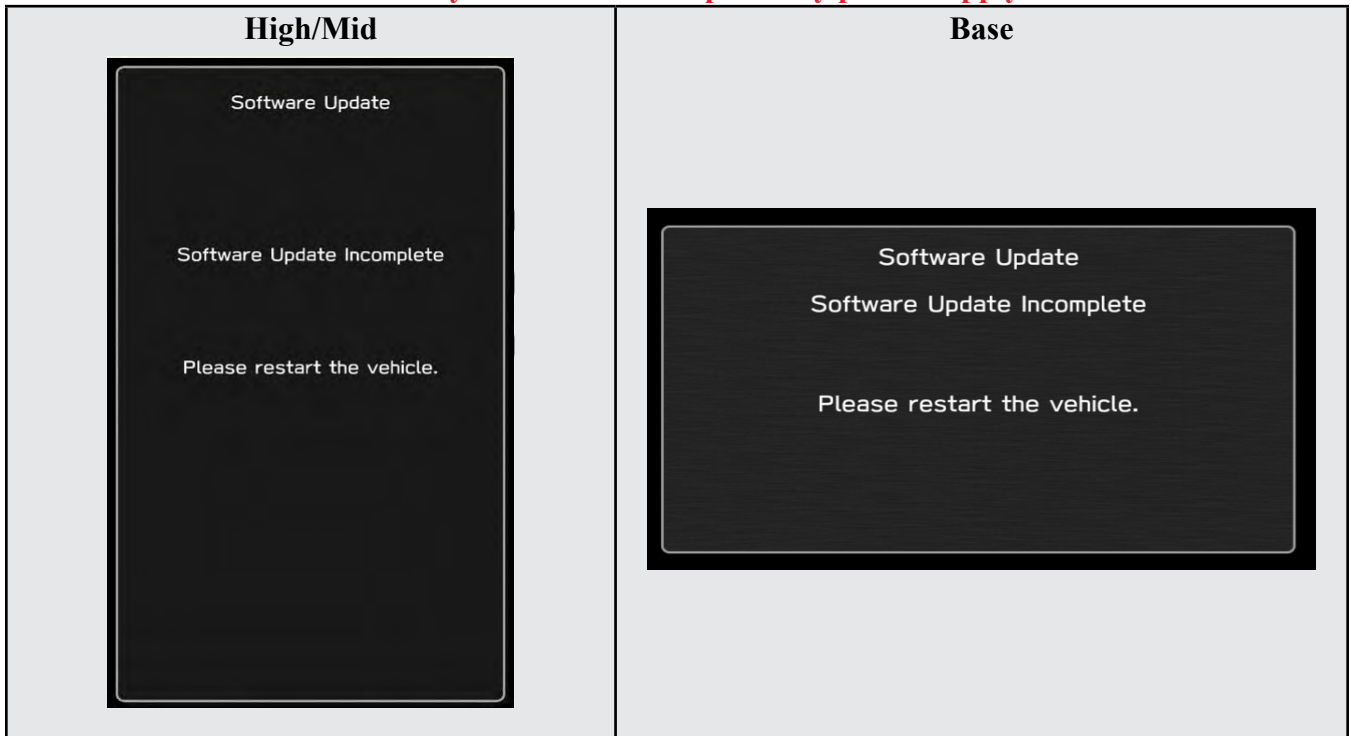 High/Mid
Base
Software Update
Software Update Incomplete
Please restart the vehicle.
Software Update
Software Update Incomplete
Please restart the vehicle.